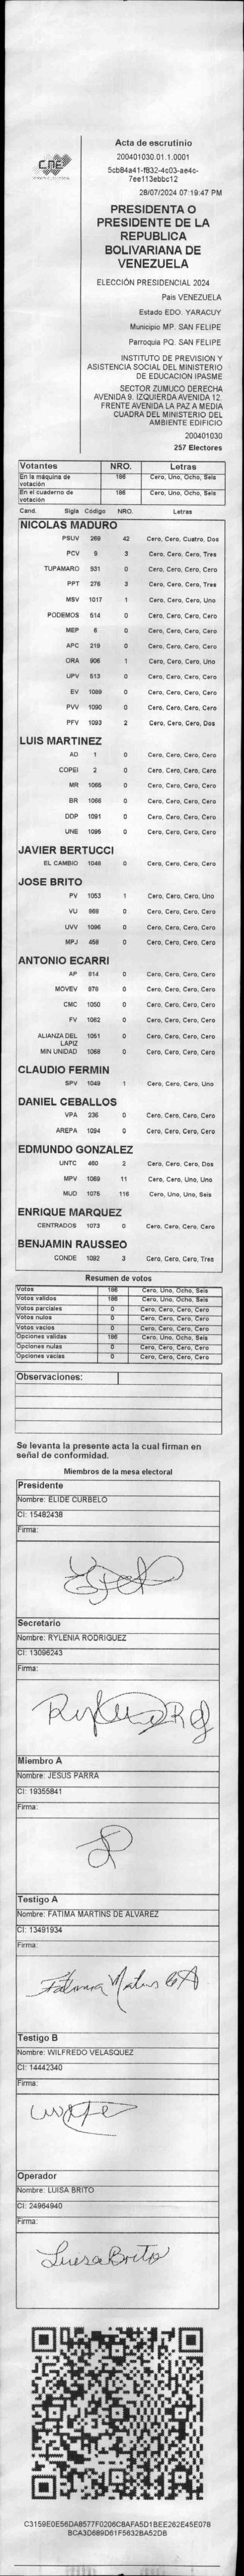 CNE
Acta de escrutinio
200401030.01.1.0001
5cb84a41-f832-4c03-ae4c-
7ee113ebbc12
28/07/2024 07:19:47 PM
PRESIDENTA O
PRESIDENTE DE LA
REPUBLICA
BOLIVARIANA DE
VENEZUELA
ELECCIÓN PRESIDENCIAL 2024
Pais VENEZUELA
Estado EDO. YARACUY
Municipio MP. SAN FELIPE
Parroquia PQ. SAN FELIPE
INSTITUTO DE PREVISION Y
ASISTENCIA SOCIAL DEL MINISTERIO
DE EDUCACION IPASME
SECTOR ZUMUCO DERECHA
AVENIDA 9. IZQUIERDA AVENIDA 12.
FRENTE AVENIDA LA PAZ A MEDIA
CUADRA DEL MINISTERIO DEL
AMBIENTE EDIFICIO
200401030
257 Electores
Votantes NRO. Letras
En la máquina de votación 186 Cero, Uno, Ocho, Seis
En el cuaderno de votación 186 Cero, Uno, Ocho, Seis
Cand. Sigla Código NRO. Letras
NICOLAS MADURO
PSUV 269 42 Cero, Cero, Cuatro, Dos
PCV 9 3 Cero, Cero, Cero, Tres
TUPAMARO 931 0 Cero, Cero, Cero, Cero
PPT 276 3 Cero, Cero, Cero, Tres
MSV 1017 1 Cero, Cero, Cero, Uno
PODEMOS 514 0 Cero, Cero, Cero, Cero
MEP 6 0 Cero, Cero, Cero, Cero
APC 219 0 Cero, Cero, Cero, Cero
ORA 906 1 Cero, Cero, Cero, Uno
UPV 513 0 Cero, Cero, Cero, Cero
EV 1089 0 Cero, Cero, Cero, Cero
PVV 1090 0 Cero, Cero, Cero, Cero
PFV 1093 2 Cero, Cero, Cero, Dos
LUIS MARTINEZ
AD 1 0 Cero, Cero, Cero, Cero
COPEI 2 0 Cero, Cero, Cero, Cero
MR 1065 0 Cero, Cero, Cero, Cero
BR 1066 0 Cero, Cero, Cero, Cero
DDP 1091 0 Cero, Cero, Cero, Cero
UNE 1095 0 Cero, Cero, Cero, Cero
JAVIER BERTUCCI
EL CAMBIO 1048 0 Cero, Cero, Cero, Cero
JOSE BRITO
PV 1053 1 Cero, Cero, Cero, Uno
VU 968 0 Cero, Cero, Cero, Cero
UVV 1096 0 Cero, Cero, Cero, Cero
MPJ 458 0 Cero, Cero, Cero, Cero
ANTONIO ECARRI
AP 914 0 Cero, Cero, Cero, Cero
MOVEV 978 0 Cero, Cero, Cero, Cero
CMC 1050 0 Cero, Cero, Cero, Cero
FV 1062 0 Cero, Cero, Cero, Cero
ALIANZA DEL LAPIZ 1051 0 Cero, Cero, Cero, Cero
MIN UNIDAD 1068 0 Cero, Cero, Cero, Cero
CLAUDIO FERMIN
SPV 1049 1 Cero, Cero, Cero, Uno
DANIEL CEBALLOS
VPA 236 0 Cero, Cero, Cero, Cero
AREPA 1094 0 Cero, Cero, Cero, Cero
EDMUNDO GONZALEZ
UNTC 460 2 Cero, Cero, Cero, Dos
MPV 1069 11 Cero, Cero, Uno, Uno
MUD 1075 116 Cero, Uno, Uno, Seis
ENRIQUE MARQUEZ
CENTRADOS 1073 0 Cero, Cero, Cero, Cero
BENJAMIN RAUSSEO
CONDE 1092 3 Cero, Cero, Cero, Tres
Resumen de votos
Votos 186 Cero, Uno, Ocho, Seis
Votos validos 186 Cero, Uno, Ocho, Seis
Votos parciales 0 Cero, Cero, Cero, Cero
Votos nulos 0 Cero, Cero, Cero, Cero
Votos vacios 0 Cero, Cero, Cero, Cero
Opciones validas 186 Cero, Uno, Ocho, Seis
Opciones nulas 0 Cero, Cero, Cero, Cero
Opciones vacias 0 Cero, Cero, Cero, Cero
Observaciones:
Se levanta la presente acta la cual firman en
señal de conformidad.
Miembros de la mesa electoral
Presidente
Nombre: ELIDE CURBELO
CI: 15482438
Firma:
Secretario
Nombre: RYLENIA RODRIGUEZ
CI: 13096243
Firma:
Miembro A
Nombre: JESUS PARRA
CI: 19355841
Firma:
Testigo A
Nombre: FATIMA MARTINS DE ALVAREZ
CI: 13491934
Firma:
Testigo B
Nombre: WILFREDO VELASQUEZ
CI: 14442340
Firma:
Operador
Nombre: LUISA BRITO
CI: 24964940
Firma:
Luisa Brito
C3159E0E56DA8577F0206C8AFA5D1BEE262E45E078
BCA3D689D61F5632BA52DB